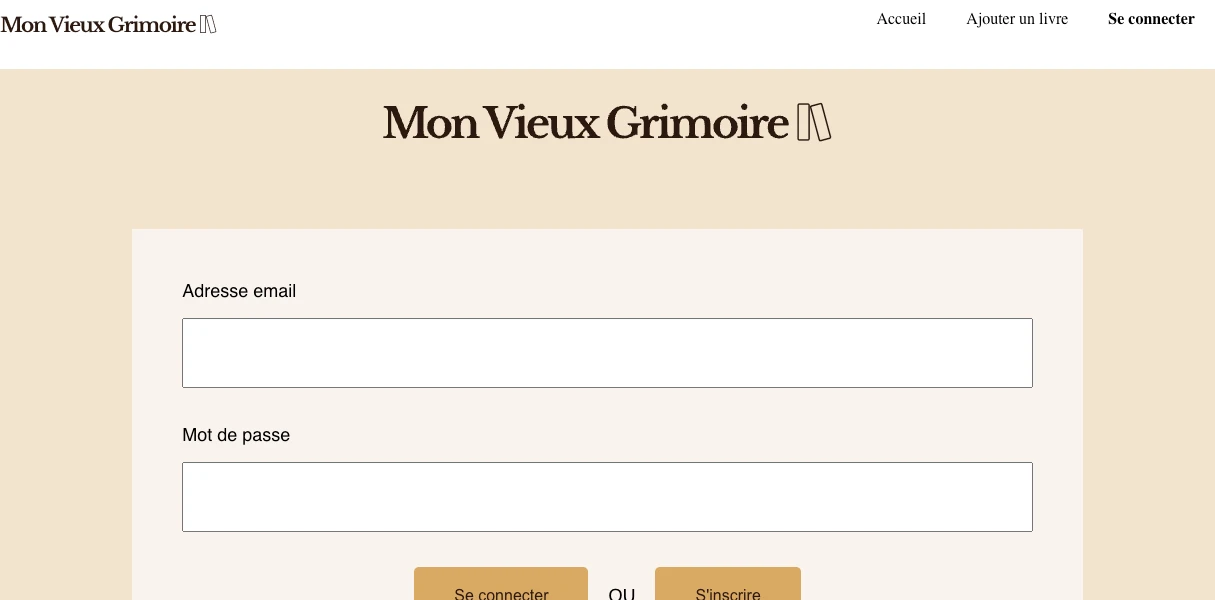 Mon Vieux Grimoire
Accueil Ajouter un livre Se connecter
Mon Vieux Grimoire
Adresse email
Mot de passe
Se connecter OU S'inscrire